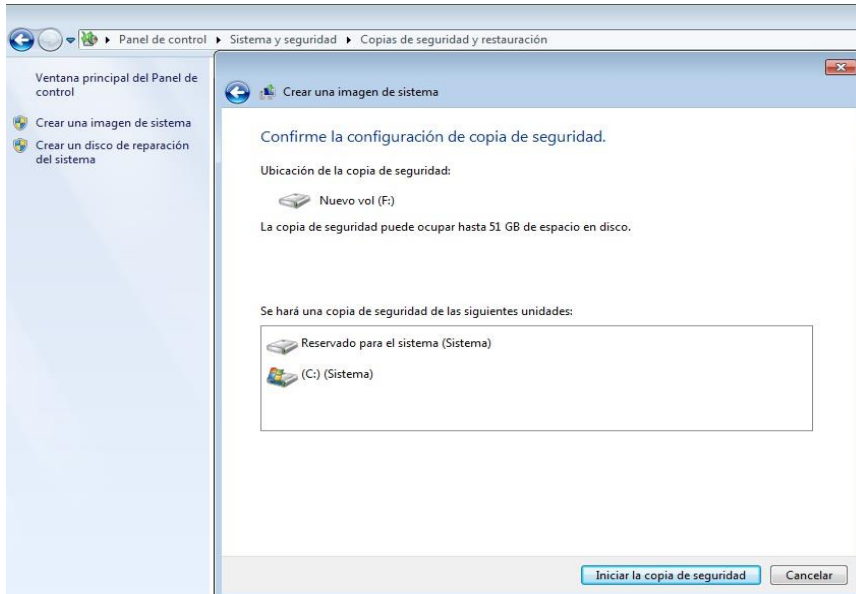 Panel de control ▸ Sistema y seguridad ▸ Copias de seguridad y restauración
Ventana principal del Panel de
control
Crear una imagen de sistema
Crear un disco de reparación
del sistema
Crear una imagen de sistema
Confirme la configuración de copia de seguridad.
Ubicación de la copia de seguridad:
Nuevo vol (F:)
La copia de seguridad puede ocupar hasta 51 GB de espacio en disco.
Se hará una copia de seguridad de las siguientes unidades:
Reservado para el sistema (Sistema)
(C:) (Sistema)
Iniciar la copia de seguridad
Cancelar